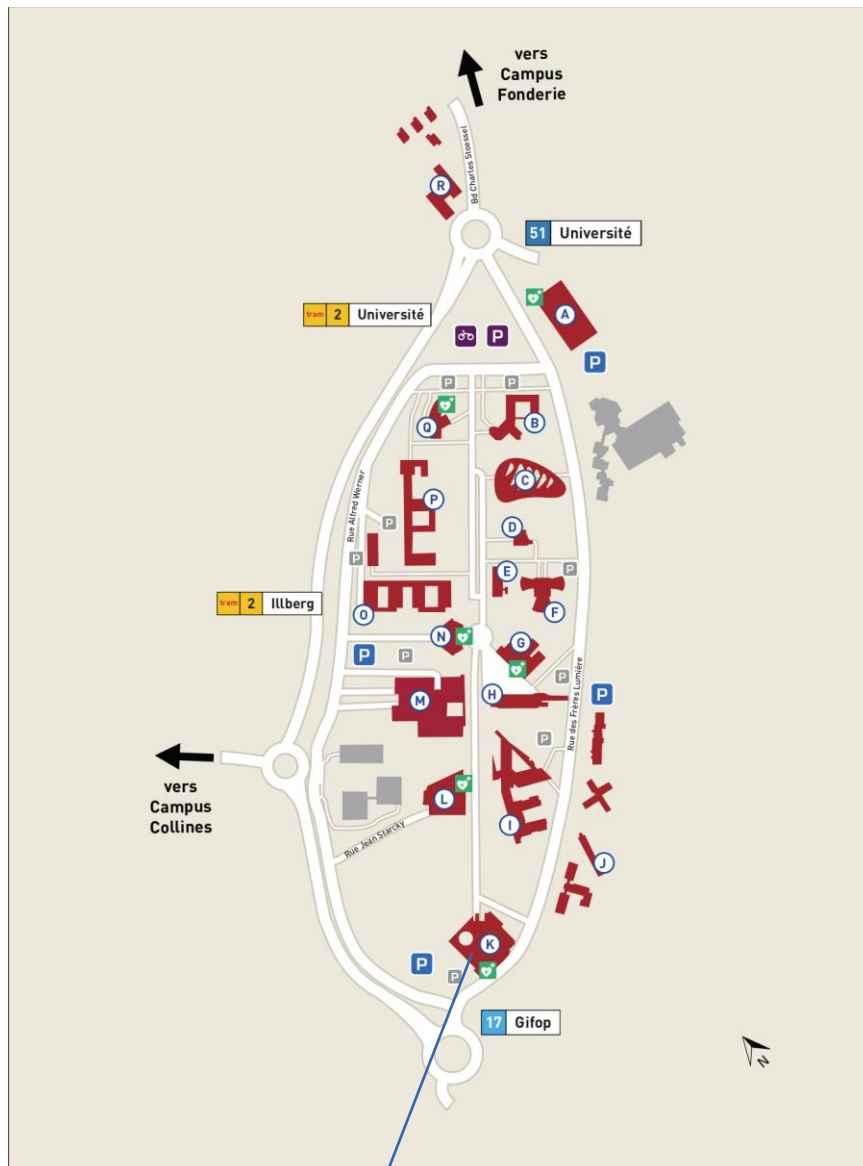 vers
Campus
Fonderie
Bd Charles Stoessel
R
51 Université
A
tram 2 Université
P
P
P
P
Q
B
C
P
Rue Alfred Werner
P
D
P
E
P
F
tram 2 Illberg
O
N
G
P
P
P
H
P
M
Rue des Frères Lumière
P
vers
Campus
Collines
L
I
Rue Jean Starcky
J
K
P
P
17 Gifop
N